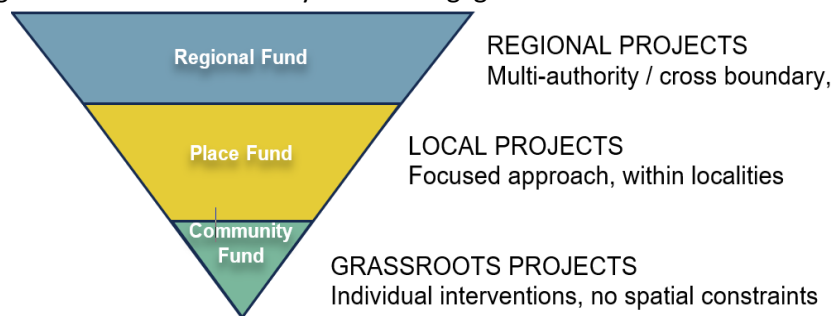 Regional Fund
REGIONAL PROJECTS
Multi-authority / cross boundary,
Place Fund
LOCAL PROJECTS
Focused approach, within localities
Community
Fund
GRASSROOTS PROJECTS
Individual interventions, no spatial constraints